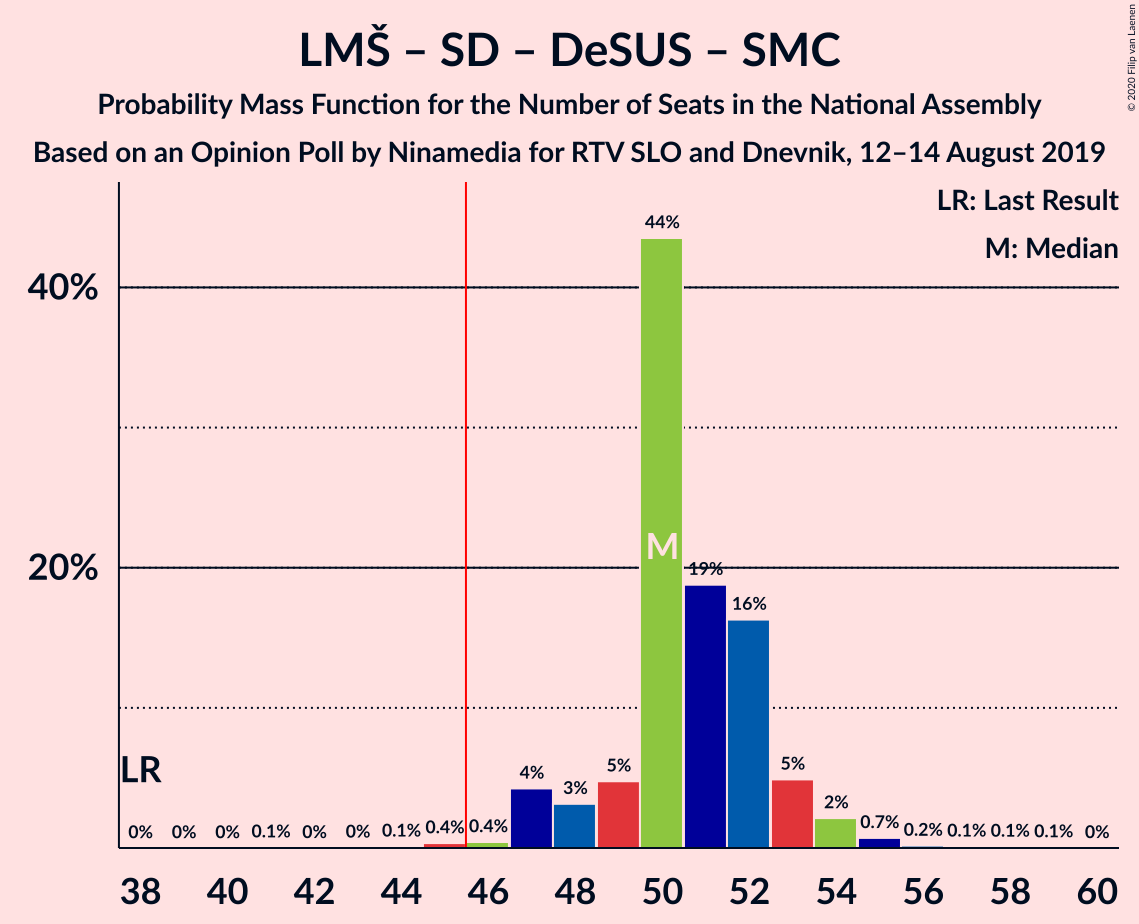 LMŠ – SD – DeSUS – SMC
Probability Mass Function for the Number of Seats in the National Assembly
Based on an Opinion Poll by Ninamedia for RTV SLO and Dnevnik, 12–14 August 2019
© 2020 Filip van Laenen
LR: Last Result
M: Median
44%
40%
M
20%
19%
16%
LR
4%
3%
5%
5%
2%
0%
0%
0%
0.1%
0%
0%
0.1%
0.4%
0.4%
0.7%
0.2%
0.1%
0.1%
0.1%
0%
38 40 42 44 46 48 50 52 54 56 58 60